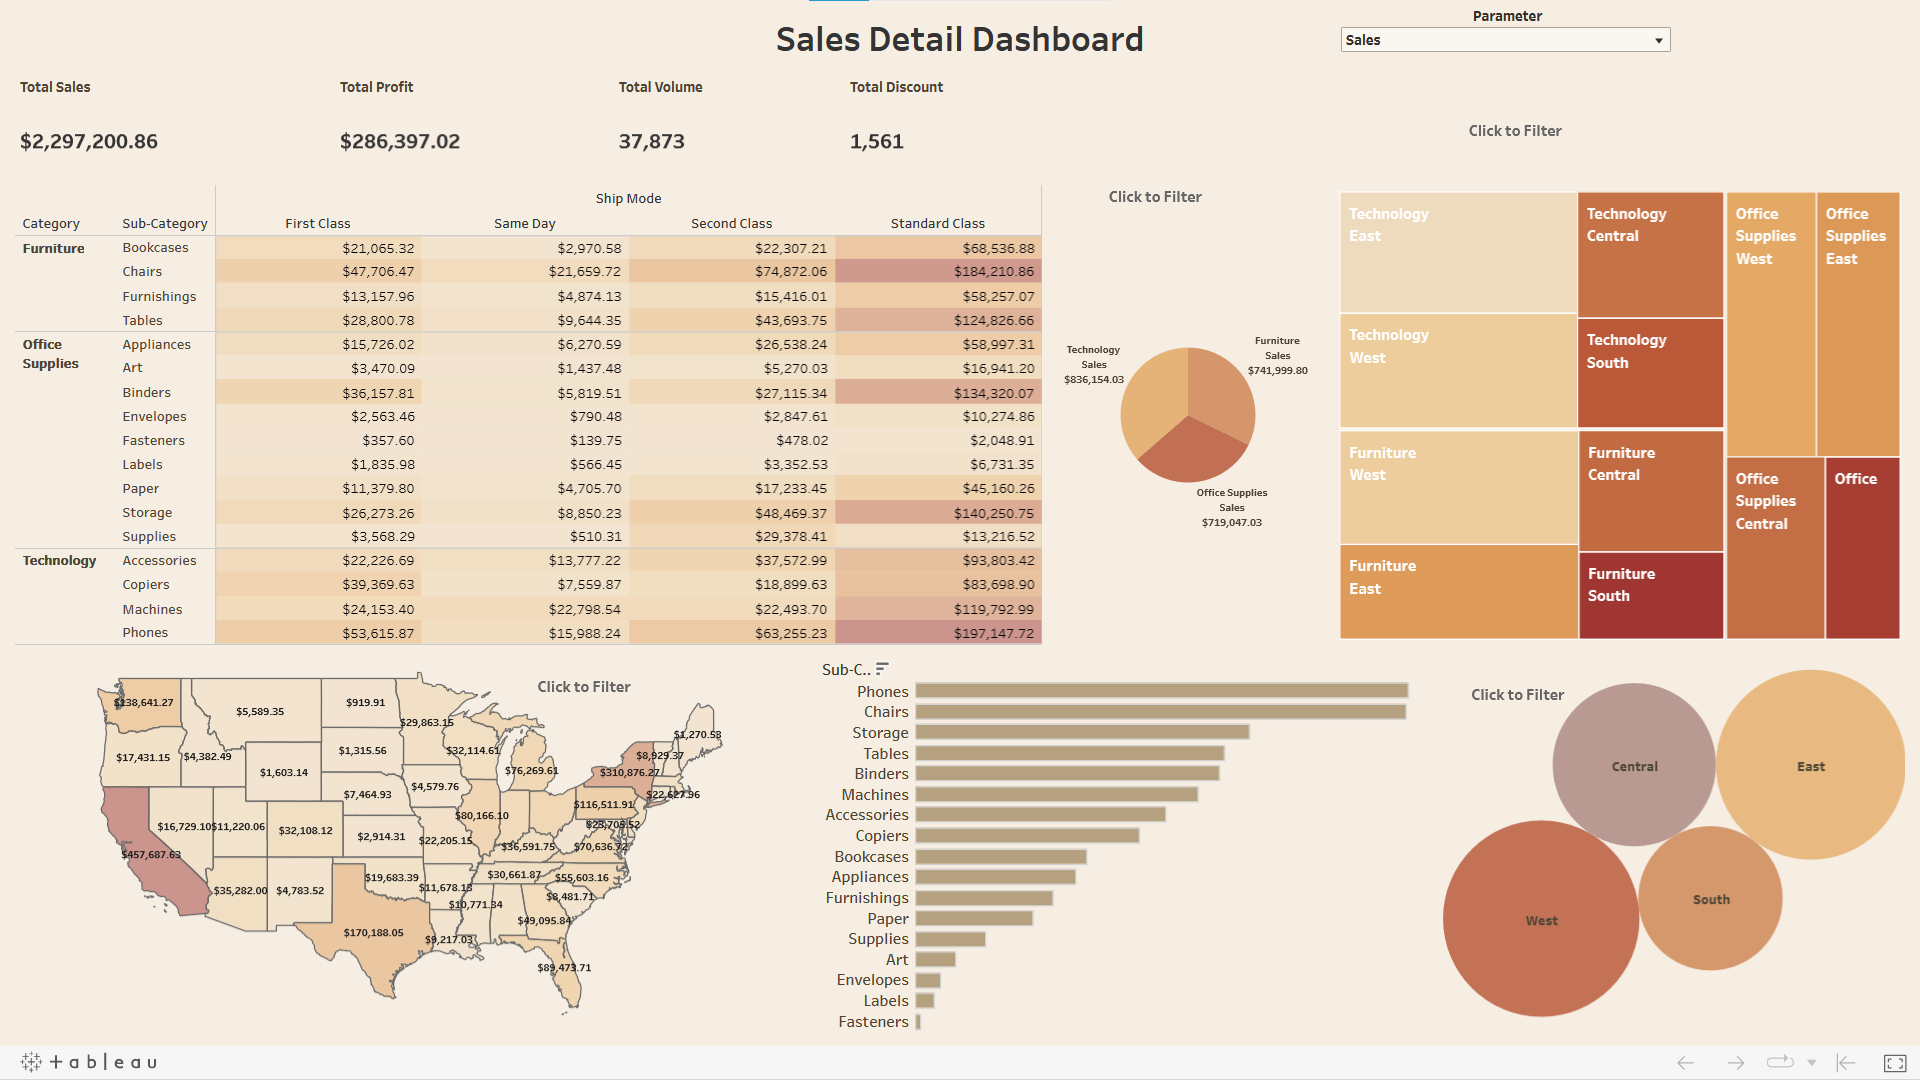 Sales Detail Dashboard
Parameter
Sales
Total Sales
Total Profit
Total Volume
Total Discount
$2,297,200.86
$286,397.02
37,873
1,561
Click to Filter
Ship Mode
Category Sub-Category First Class Same Day Second Class Standard Class
Furniture Bookcases $21,065.32 $2,970.58 $22,307.21 $68,536.88
Chairs $47,706.47 $21,659.72 $74,872.06 $184,210.86
Furnishings $13,157.96 $4,874.13 $15,416.01 $58,257.07
Tables $28,800.78 $9,644.35 $43,693.75 $124,826.66
Office Supplies Appliances $15,726.02 $6,270.59 $26,538.24 $58,997.31
Art $3,470.09 $1,437.48 $5,270.03 $16,941.20
Binders $36,157.81 $5,819.51 $27,115.34 $134,320.07
Envelopes $2,563.46 $790.48 $2,847.61 $10,274.86
Fasteners $357.60 $139.75 $478.02 $2,048.91
Labels $1,835.98 $566.45 $3,352.53 $6,731.35
Paper $11,379.80 $4,705.70 $17,233.45 $45,160.26
Storage $26,273.26 $8,850.23 $48,469.37 $140,250.75
Supplies $3,568.29 $510.31 $29,378.41 $13,216.52
Technology Accessories $22,226.69 $13,777.22 $37,572.99 $93,803.42
Copiers $39,369.63 $7,559.87 $18,899.63 $83,698.90
Machines $24,153.40 $22,798.54 $22,493.70 $119,792.99
Phones $53,615.87 $15,988.24 $63,255.23 $197,147.72
Click to Filter
Technology
Sales
$836,154.03
Furniture
Sales
$741,999.80
Office Supplies
Sales
$719,047.03
Technology
East
Technology
West
Furniture
West
Furniture
East
Technology
Central
Technology
South
Furniture
Central
Furniture
South
Office
Supplies
West
Office
Supplies
East
Office
Supplies
Central
Office
Click to Filter
$138,641.27
$5,589.35
$919.91
$29,863.15
$1,270.53
$17,431.15
$4,382.49
$1,315.56
$32,114.61
$8,929.37
$1,603.14
$76,269.61
$310,876.27
$4,579.76
$7,464.93
$22,627.96
$116,511.91
$80,166.10
$16,729.10
$11,220.06
$32,108.12
$2,914.31
$22,205.15
$23,705.52
$36,591.75
$70,636.72
$457,687.63
$19,683.39
$30,661.87
$55,603.16
$35,282.00
$4,783.52
$11,678.13
$8,481.71
$10,771.34
$49,095.84
$170,188.05
$9,217.03
$89,473.71
Sub-C..
Phones
Chairs
Storage
Tables
Binders
Machines
Accessories
Copiers
Bookcases
Appliances
Furnishings
Paper
Supplies
Art
Envelopes
Labels
Fasteners
Click to Filter
Central
East
West
South
+ a b l e a u